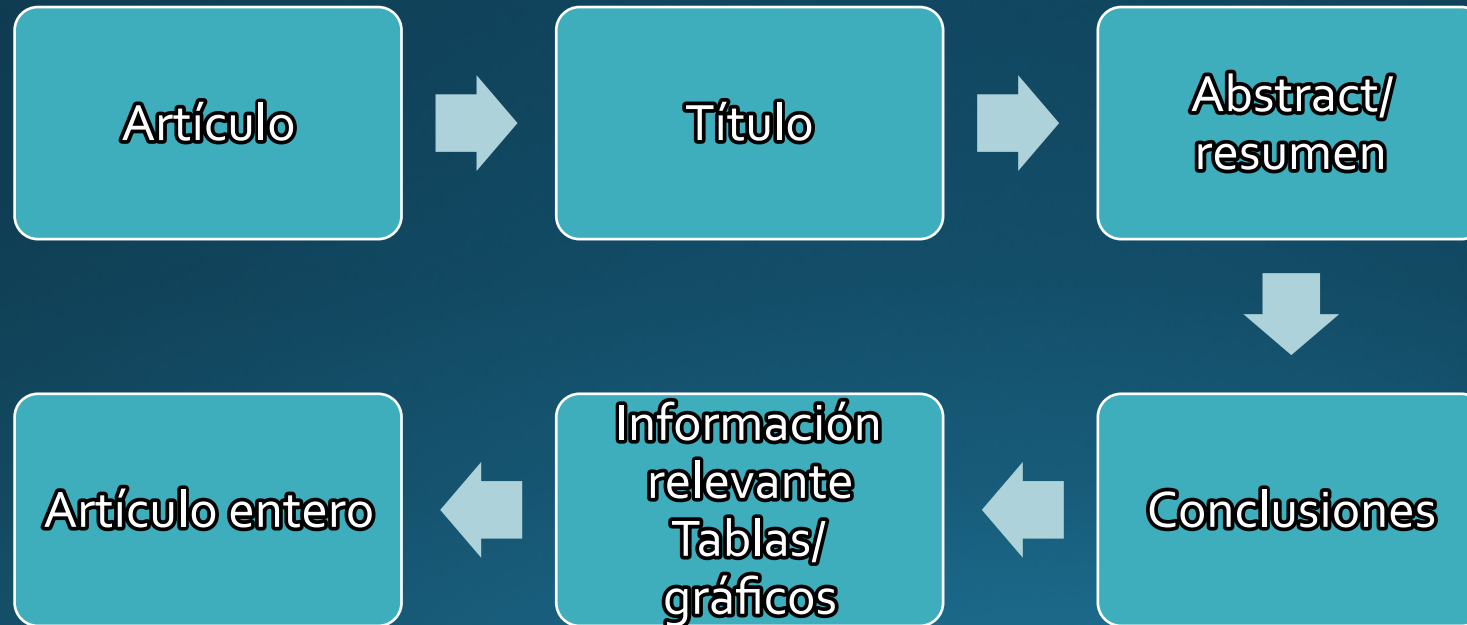 Artículo
Título
Abstract/
resumen
Conclusiones
Información
relevante
Tablas/
gráficos
Artículo entero